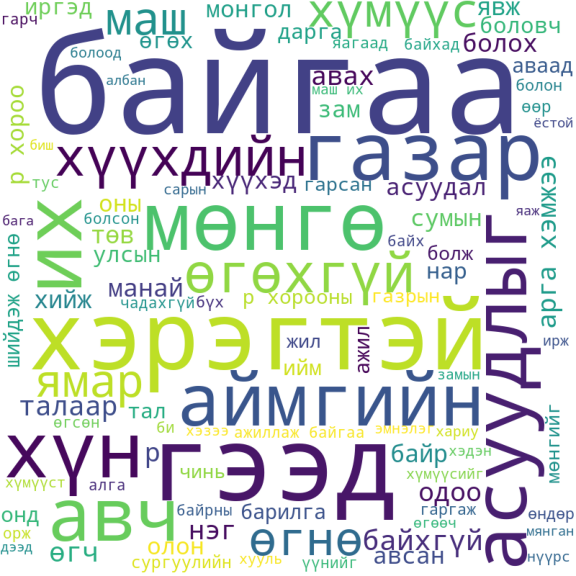 гарч
иргэд
маш
монгол
хүмүүс
явж
өгөх
дарга
боловч
болоод
яагаад
байхад
болох
албан
байгаа
авах
маш их
аваад
болон
зам
өөр
ёстой
р хороо
биш
хүүхдийн
газар
тус
хүүхэд
гарсан
асуудал
сарын
арга хэмжээ
оны
бага
болсон
их
мөнгө
сумын
яаж
төв
улсын
байх
болж
асуудлыг
өгөхгүй
нар
манай
хийж
чадахгүй
бүх
р хорооны
газрын
шийдэж өгнө
хэрэгтэй
жил
ажил
ирж
ийм
замын
ямар
аймгийн
талаар
тал
өгсөн
би
хэзээ
ажиллаж байгаа
эмнэлэг
хариу
мөнгийг
хүн
гээд
р
байр
хэдэн
чинь
хүмүүсийг
хүмүүст
алга
одоо
авч
гаргаж
өндөр
байрны
барилга
өгөөч
онд
нэг
өгнө
байхгүй
мянган
орж
өгч
олон
хууль
авсан
дээд
сургуулийн
үүнийг
нүүрс